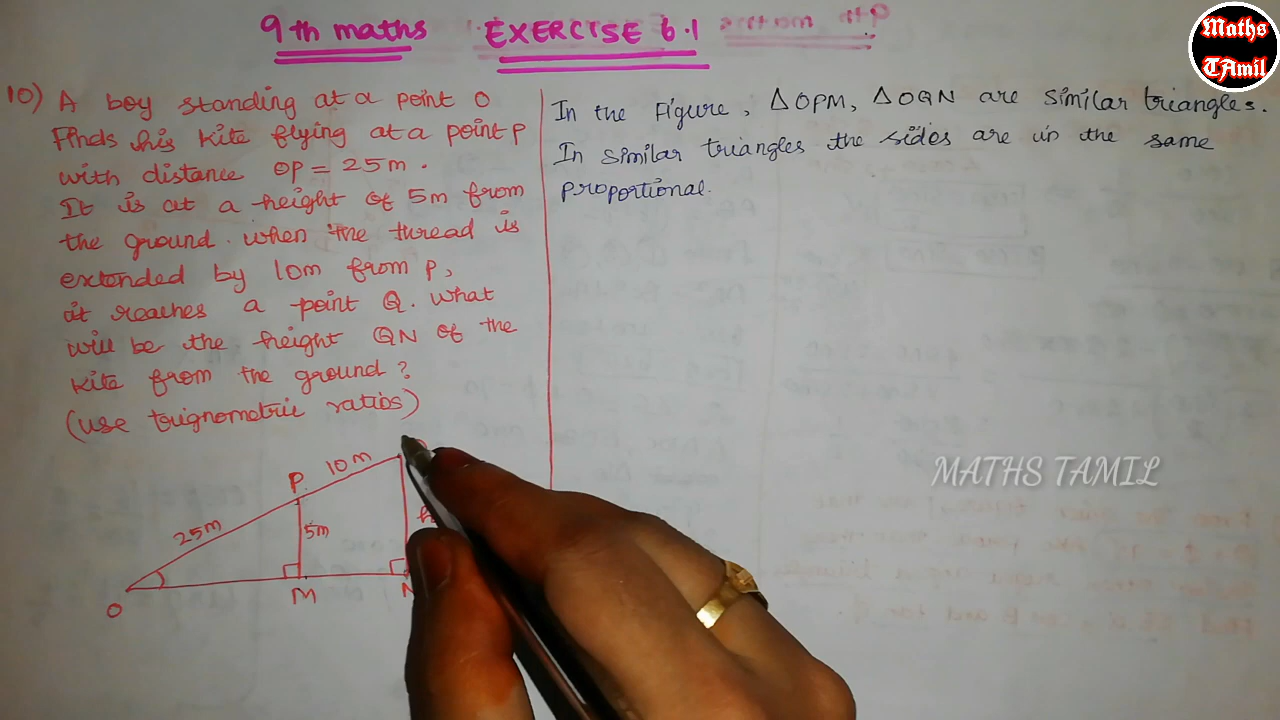 9th maths EXERCISE 6.1
Maths
TAmil
10) A boy standing at a point O
Finds his kite flying at a point P
with distance OP = 25m.
It is at a height of 5m from
the ground. when the thread is
extended by 10m from P,
it reaches a point Q. What
will be the height QN of the
kite from the ground?
(use trignometric ratios)
In the Figure, △OPM, △OQN are similar triangles.
In similar triangles the sides are in the same
proportional.
MATHS TAMIL
10m
P
25m
5m
h
O
M
N